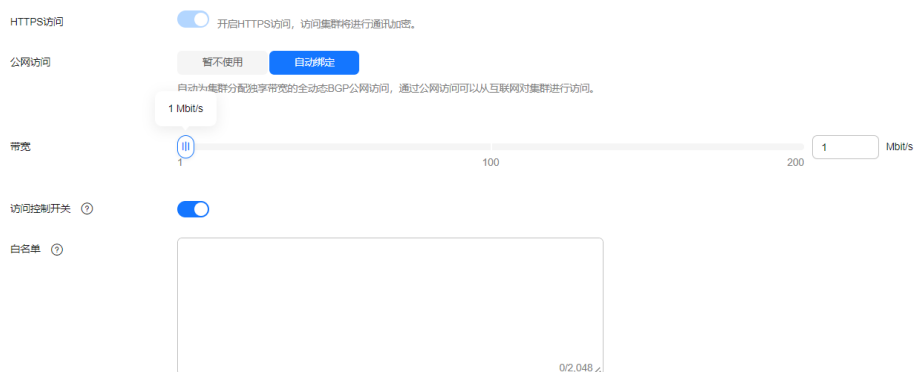 HTTPS访问 开启HTTPS访问，访问集群将进行通讯加密。
公网访问 暂不使用 自动绑定
自动为集群分配独享带宽的全动态BGP公网访问，通过公网访问可以从互联网对集群进行访问。
1 Mbit/s
带宽 1 Mbit/s
1 100 200
访问控制开关 ?
白名单 ?
0/2,048